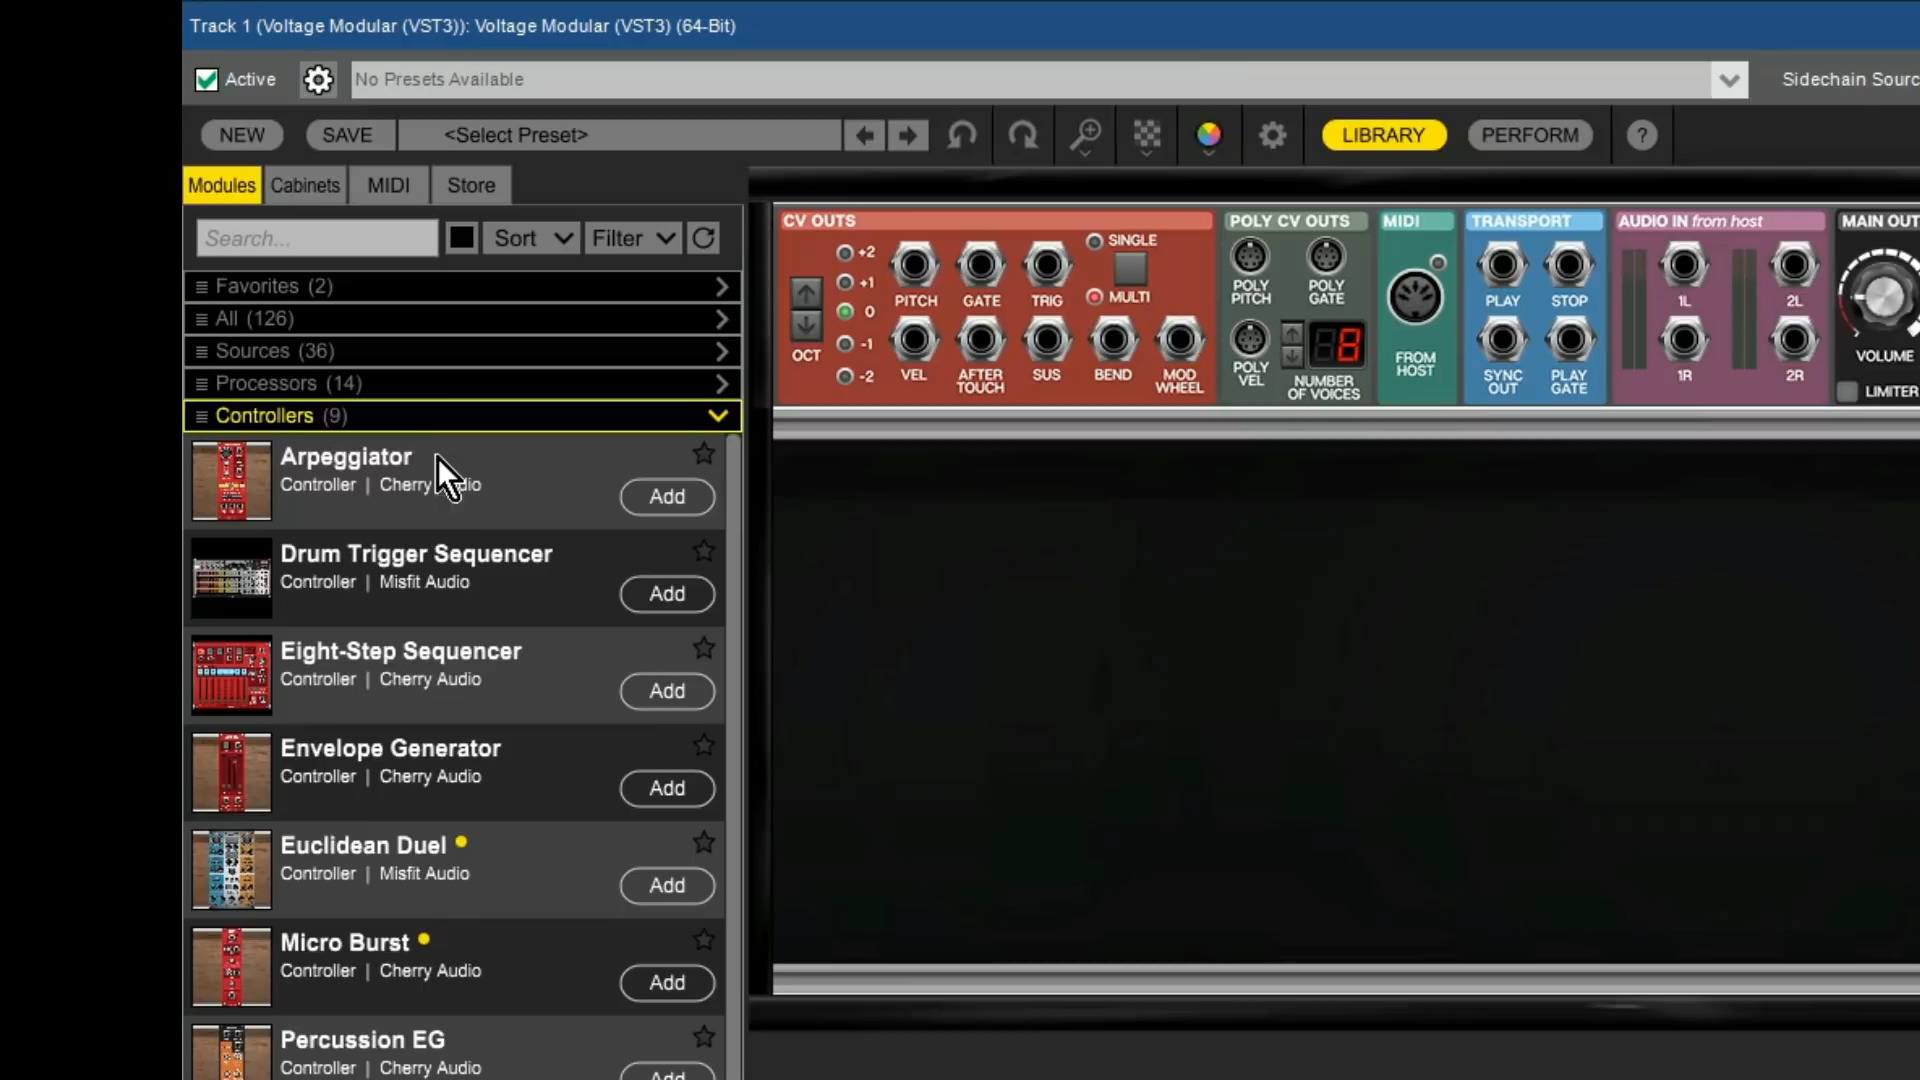 Track 1 (Voltage Modular (VST3)): Voltage Modular (VST3) (64-Bit)
Active
No Presets Available
Sidechain Sourc
NEW
SAVE
<Select Preset>
LIBRARY
PERFORM
?
Modules
Cabinets
MIDI
Store
Search...
Sort
Filter
Favorites (2)
All (126)
Sources (36)
Processors (14)
Controllers (9)
Arpeggiator
Controller | Cherry
dio
Add
Drum Trigger Sequencer
Controller | Misfit Audio
Add
Eight-Step Sequencer
Controller | Cherry Audio
Add
Envelope Generator
Controller | Cherry Audio
Add
Euclidean Duel
Controller | Misfit Audio
Add
Micro Burst
Controller | Cherry Audio
Add
Percussion EG
Controller | Cherry Audio
Add
CV OUTS
+2
+1
0
-1
-2
OCT
PITCH
GATE
TRIG
SINGLE
MULTI
VEL
AFTER
TOUCH
SUS
BEND
MOD
WHEEL
POLY CV OUTS
POLY
PITCH
POLY
GATE
POLY
VEL
8
NUMBER
OF VOICES
MIDI
FROM
HOST
TRANSPORT
PLAY
STOP
SYNC
OUT
PLAY
GATE
AUDIO IN from host
1L
2L
1R
2R
MAIN OUT
VOLUME
LIMITER